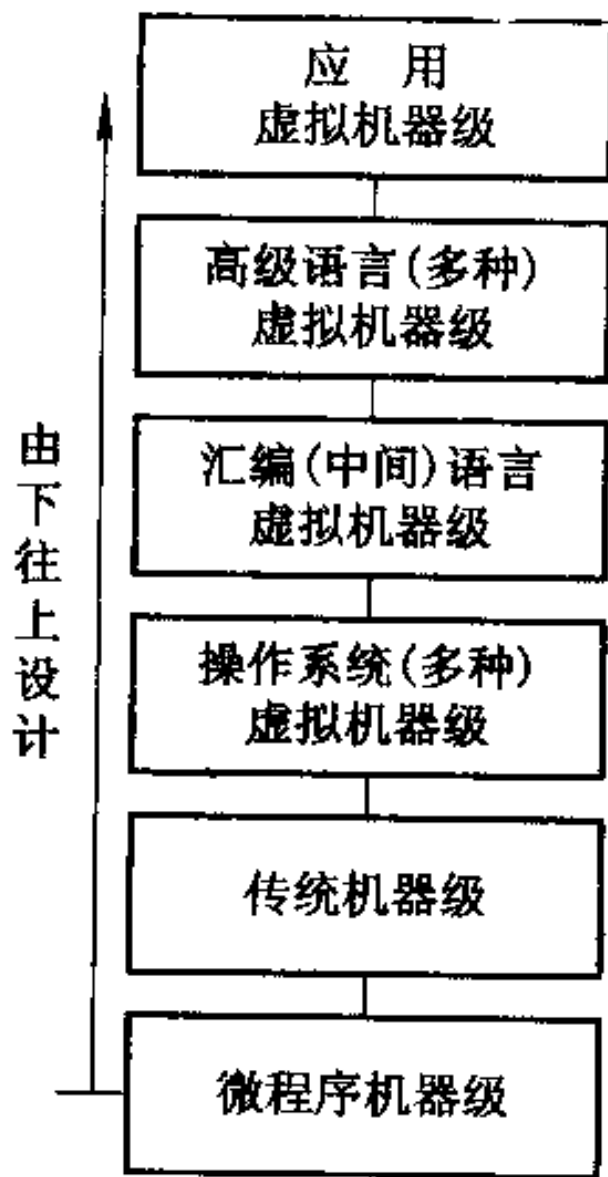 应 用
虚拟机器级
高级语言(多种)
虚拟机器级
汇编(中间)语言
虚拟机器级
操作系统(多种)
虚拟机器级
传统机器级
微程序机器级
由下往上设计